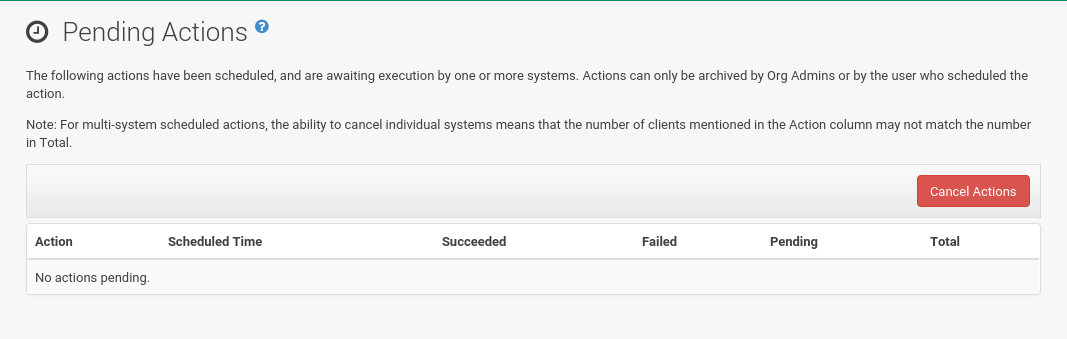 Pending Actions ?
The following actions have been scheduled, and are awaiting execution by one or more systems. Actions can only be archived by Org Admins or by the user who scheduled the
action.
Note: For multi-system scheduled actions, the ability to cancel individual systems means that the number of clients mentioned in the Action column may not match the number
in Total.
Cancel Actions
Action Scheduled Time Succeeded Failed Pending Total
No actions pending.